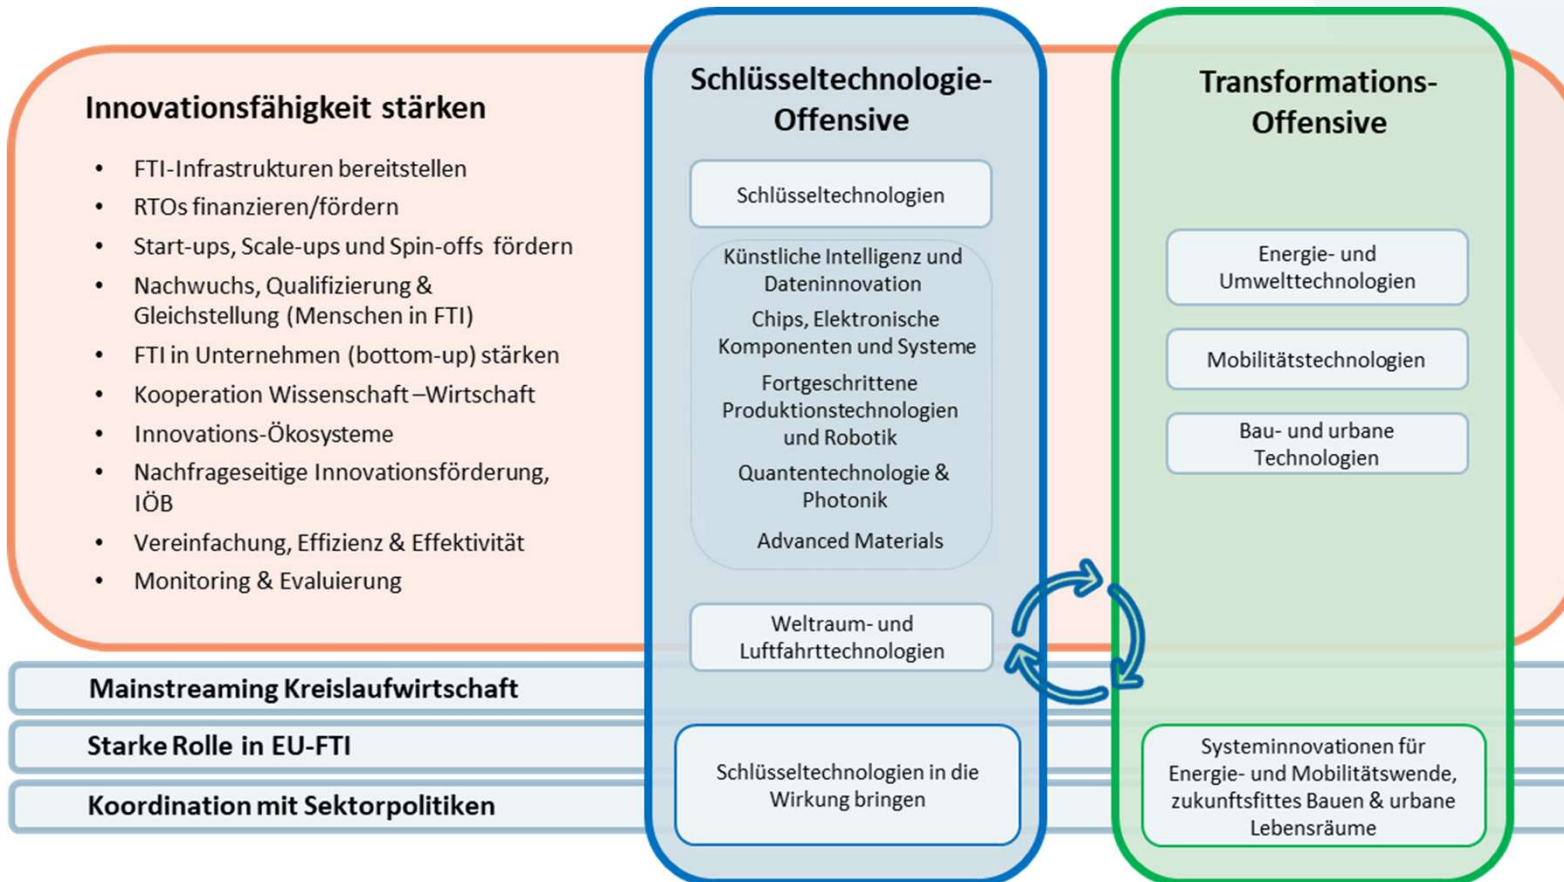 Innovationsfähigkeit stärken
• FTI-Infrastrukturen bereitstellen
• RTOs finanzieren/fördern
• Start-ups, Scale-ups und Spin-offs fördern
• Nachwuchs, Qualifizierung &
Gleichstellung (Menschen in FTI)
• FTI in Unternehmen (bottom-up) stärken
• Kooperation Wissenschaft –Wirtschaft
• Innovations-Ökosysteme
• Nachfrageseitige Innovationsförderung,
IÖB
• Vereinfachung, Effizienz & Effektivität
• Monitoring & Evaluierung
Schlüsseltechnologie-
Offensive
Schlüsseltechnologien
Künstliche Intelligenz und
Dateninnovation
Chips, Elektronische
Komponenten und Systeme
Fortgeschrittene
Produktionstechnologien
und Robotik
Quantentechnologie &
Photonik
Advanced Materials
Weltraum- und
Luftfahrttechnologien
Schlüsseltechnologien in die
Wirkung bringen
Transformations-
Offensive
Energie- und
Umwelttechnologien
Mobilitätstechnologien
Bau- und urbane
Technologien
Systeminnovationen für
Energie- und Mobilitätswende,
zukunftsfittes Bauen & urbane
Lebensräume
Mainstreaming Kreislaufwirtschaft
Starke Rolle in EU-FTI
Koordination mit Sektorpolitiken